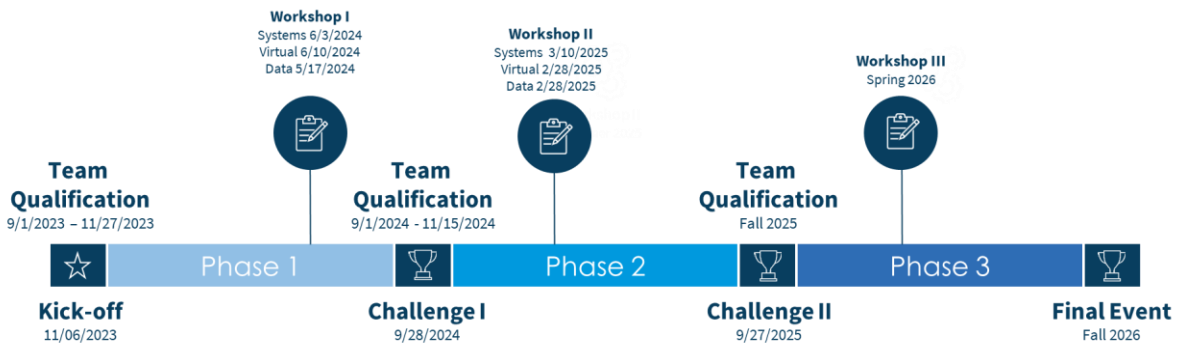 Workshop I
Systems 6/3/2024
Virtual 6/10/2024
Data 5/17/2024
Workshop II
Systems  3/10/2025
Virtual 2/28/2025
Data 2/28/2025
Workshop III
Spring 2026
Team
Qualification
9/1/2023 – 11/27/2023
Team
Qualification
9/1/2024 - 11/15/2024
Team
Qualification
Fall 2025
Phase 1
Phase 2
Phase 3
Kick-off
11/06/2023
Challenge I
9/28/2024
Challenge II
9/27/2025
Final Event
Fall 2026